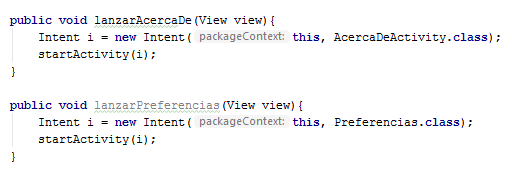 public void lanzarAcercaDe(View view){
Intent i = new Intent( packageContext: this, AcercaDeActivity.class);
startActivity(i);
}
public void lanzarPreferencias(View view){
Intent i = new Intent( packageContext: this, Preferencias.class);
startActivity(i);
}